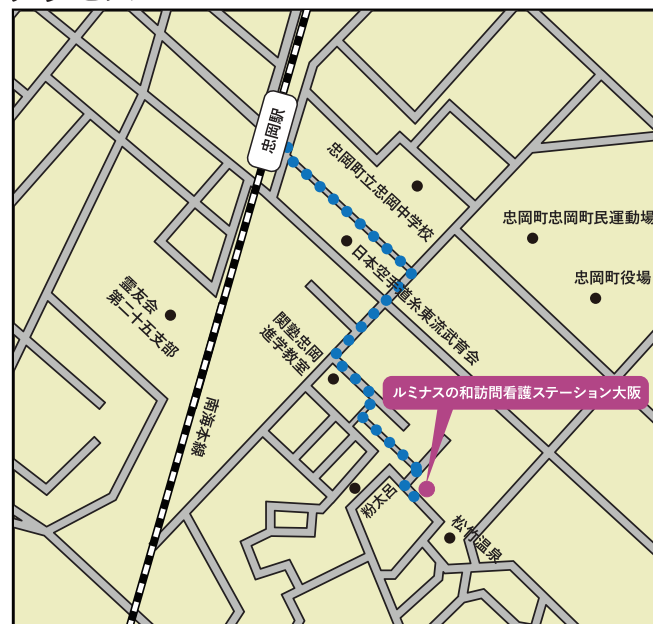 忠岡駅
忠岡町立忠岡中学校
忠岡町忠岡町民運動場
日本空手道糸東流武育会
忠岡町役場
霊友会
第二十五支部
関塾忠岡
進学教室
ルミナスの和訪問看護ステーション大阪
南海本線
粉太呂
松竹温泉